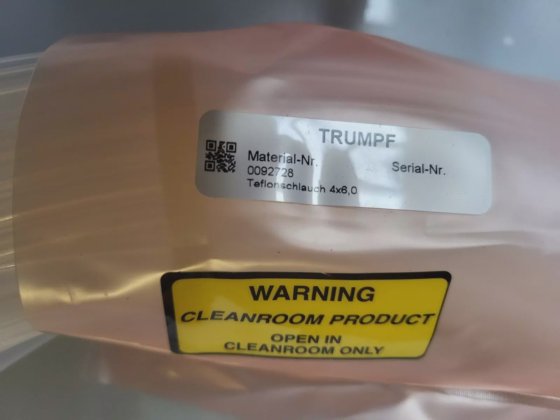 TRUMPF
Material-Nr. Serial-Nr.
0092728
Teflonschlauch 4x6,0
WARNING
CLEANROOM PRODUCT
OPEN IN
CLEANROOM ONLY